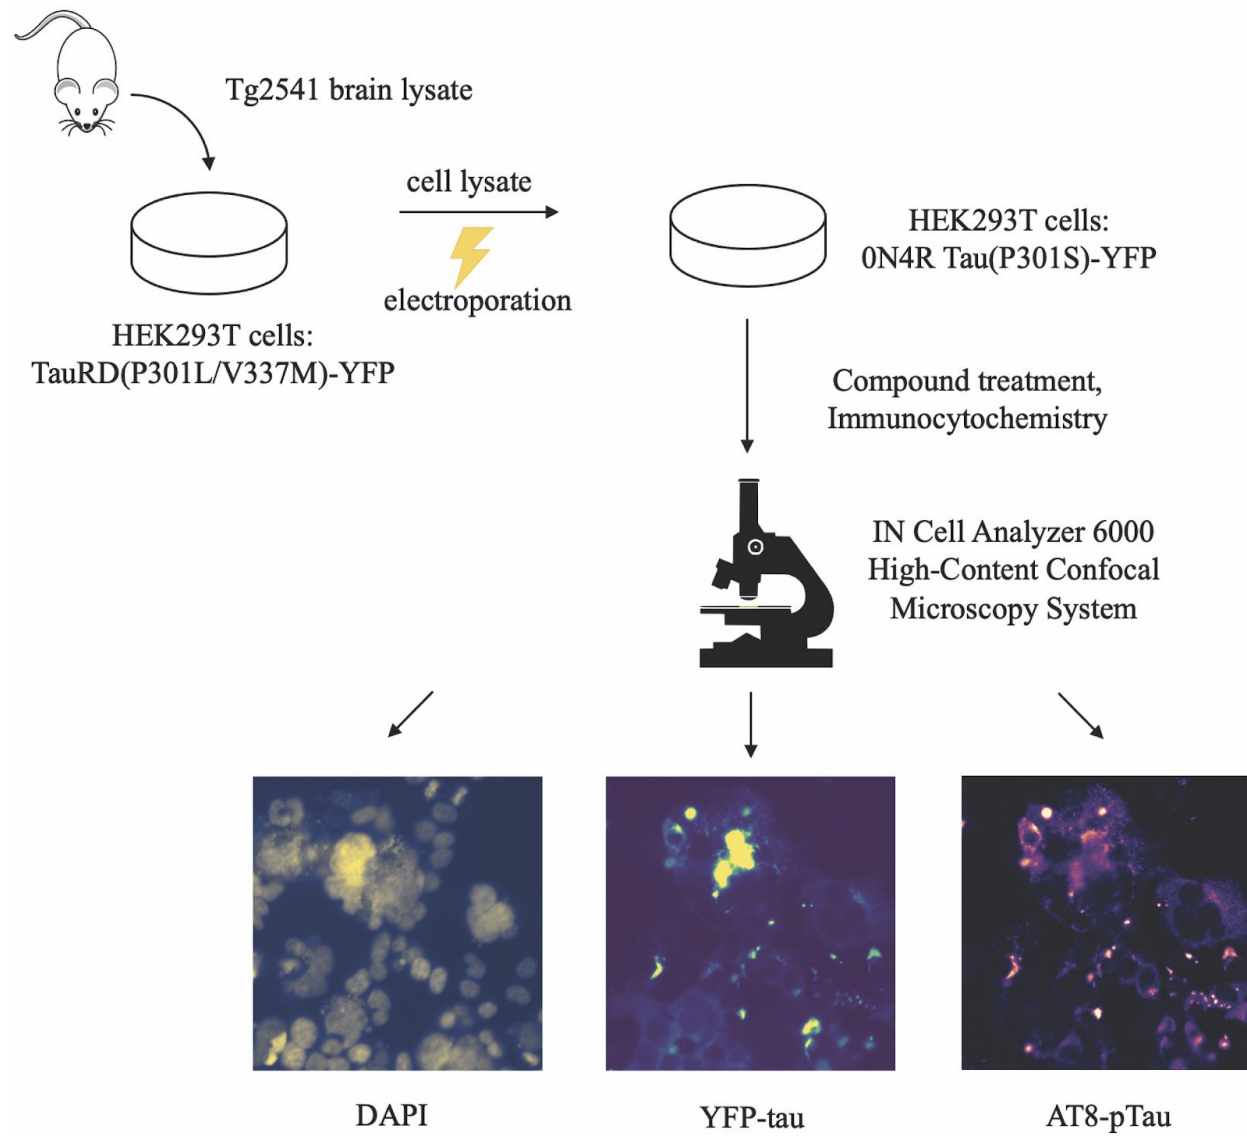 Tg2541 brain lysate
cell lysate
electroporation
HEK293T cells:
TauRD(P301L/V337M)-YFP
HEK293T cells:
0N4R Tau(P301S)-YFP
Compound treatment,
Immunocytochemistry
IN Cell Analyzer 6000
High-Content Confocal
Microscopy System
DAPI
YFP-tau
AT8-pTau